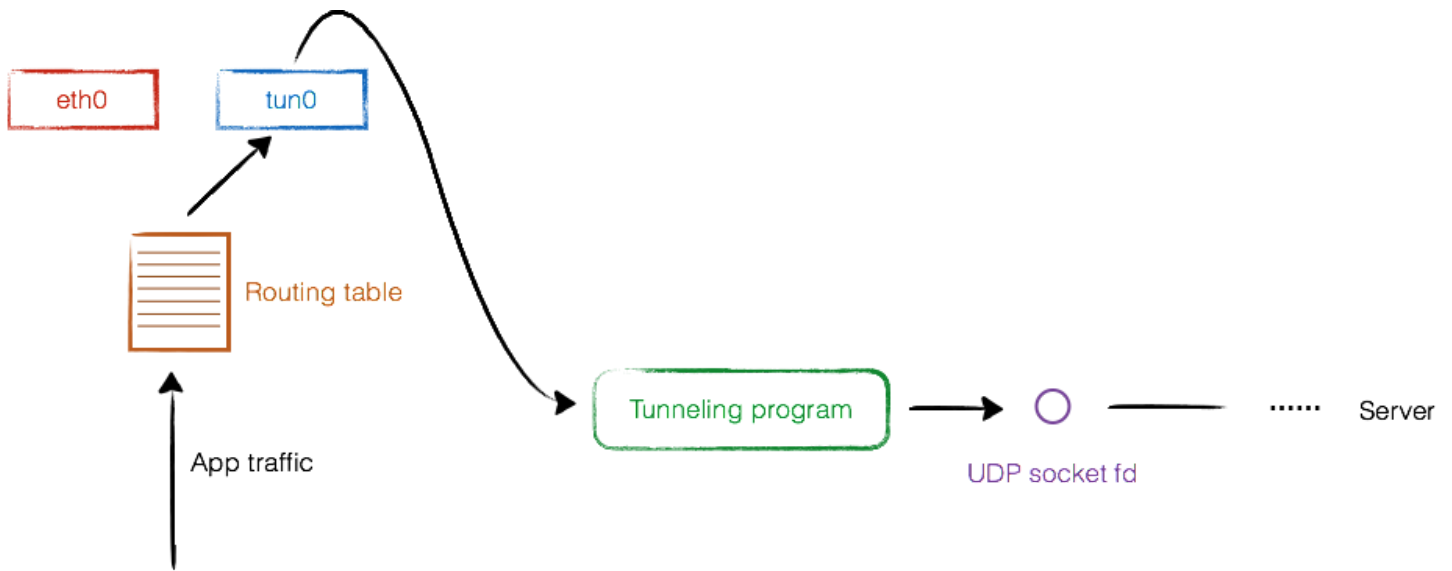 eth0
tun0
Routing table
Tunneling program
Server
App traffic
UDP socket fd